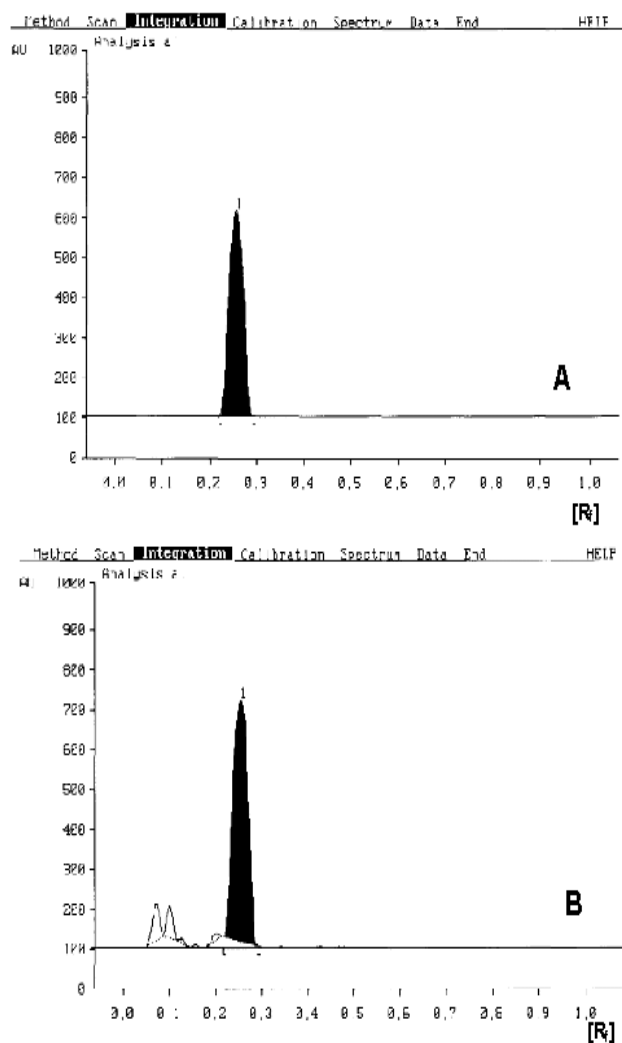 Method Scan Integration Calibration Spectrum Data End HELP
AU 1000 Analysis a
900
800
700
600
500
400
300
200
100
0
1
A
0.1 0,2 0.3 0,4 0,5 0,6 0,7 0.8 0,9 1,0
[Rf]
Method Scan Integration Calibration Spectrum Data End HELP
AU 1000 Analysis a
900
800
700
600
500
400
300
200
100
0
1
B
0,0 0 1 0,2 0,3 0,4 0 5 0,6 0,7 0,8 0 9 1,0
[Rf]